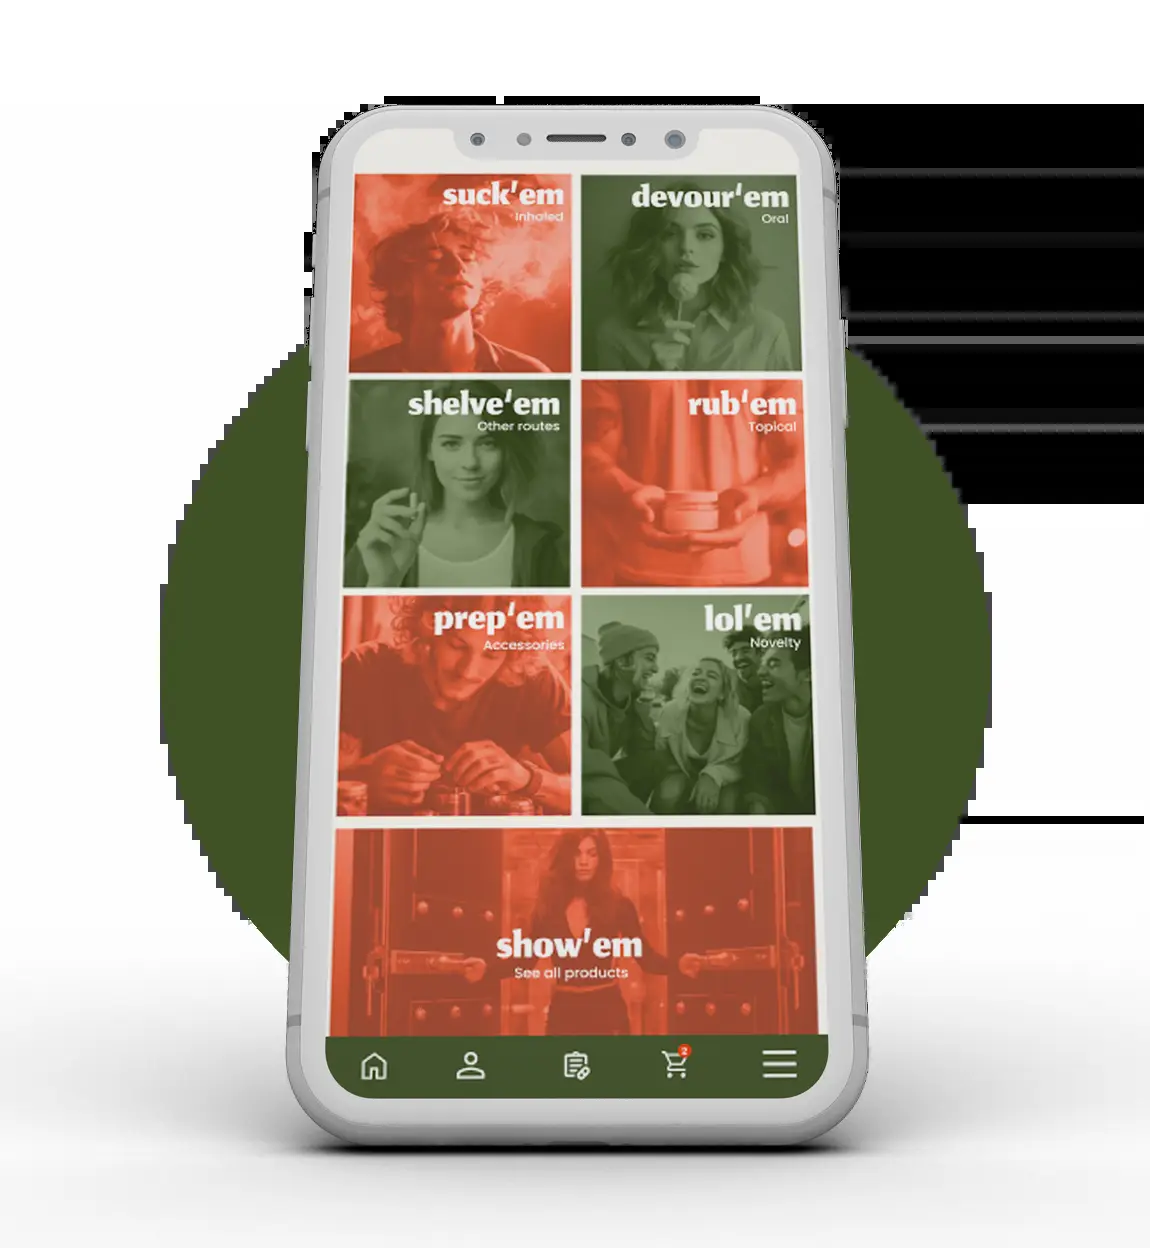 suck'em
Inhaled
devour'em
Oral
shelve'em
Other routes
rub'em
Topical
prep'em
Accessories
lol'em
Novelty
show'em
See all products
2